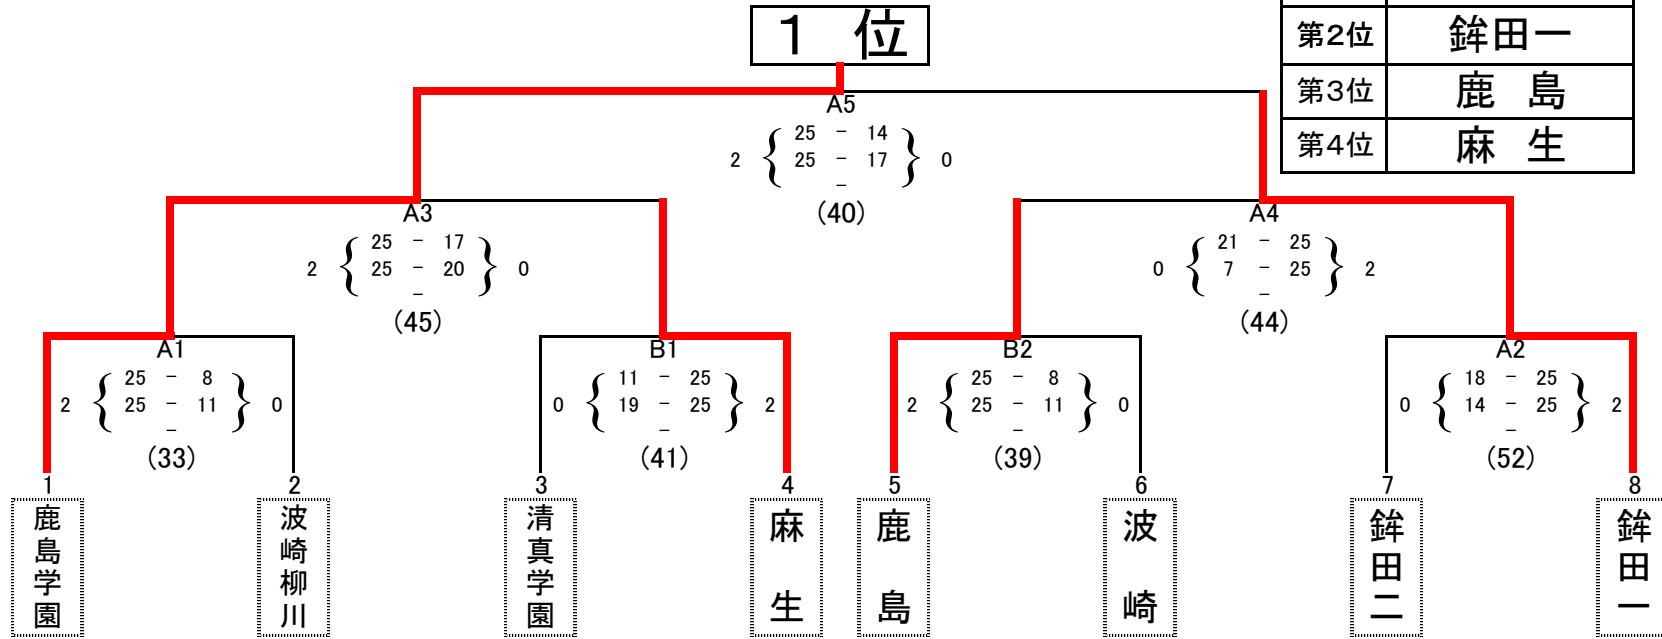 1 位
第2位 鉾田一
第3位 鹿 島
第4位 麻 生
A5
25 - 14
2 { 25 - 17 } 0
-
(40)
A3
25 - 17
2 { 25 - 20 } 0
-
(45)
A4
21 - 25
0 { 7 - 25 } 2
-
(44)
A1
25 - 8
2 { 25 - 11 } 0
-
(33)
B1
11 - 25
0 { 19 - 25 } 2
-
(41)
B2
25 - 8
2 { 25 - 11 } 0
-
(39)
A2
18 - 25
0 { 14 - 25 } 2
-
(52)
1 2 3 4 5 6 7 8
鹿島学園
波崎柳川
清真学園
麻生
鹿島
波崎
鉾田二
鉾田一